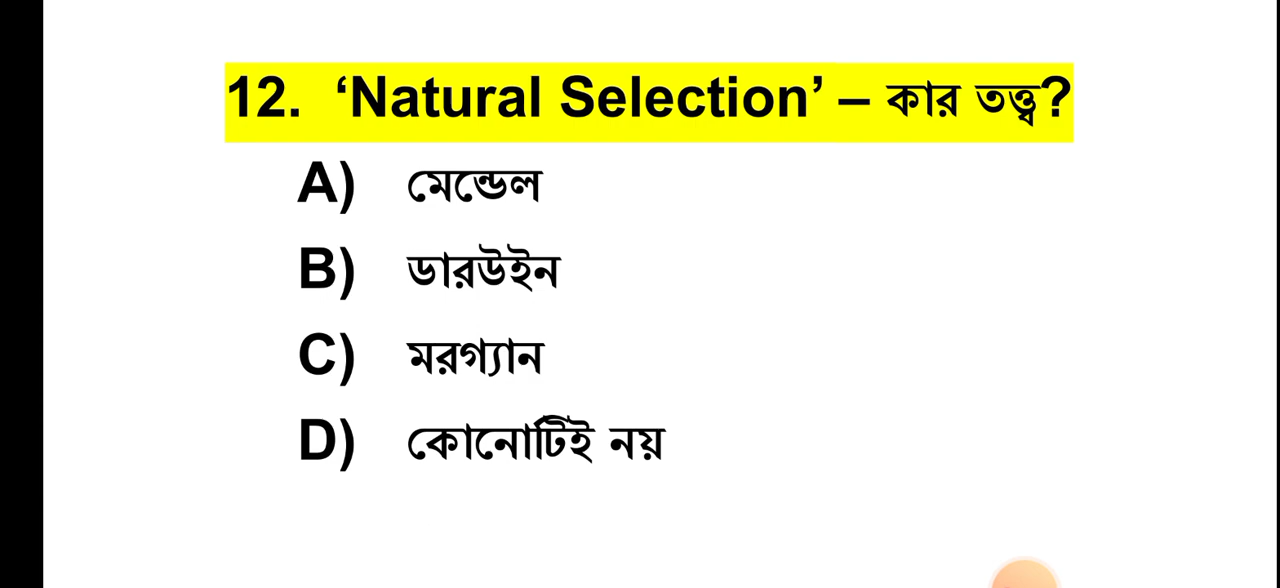 12. ‘Natural Selection’ – কার তত্ত্ব?
A) মেন্ডেল
B) ডারউইন
C) মরগ্যান
D) কোনোটিই নয়